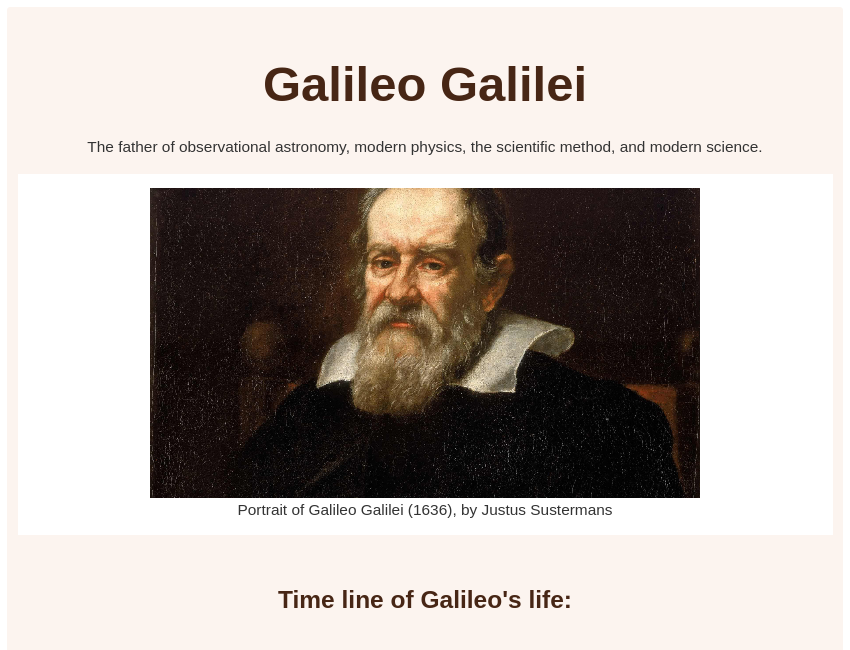 Galileo Galilei
The father of observational astronomy, modern physics, the scientific method, and modern science.
Portrait of Galileo Galilei (1636), by Justus Sustermans
Time line of Galileo's life: